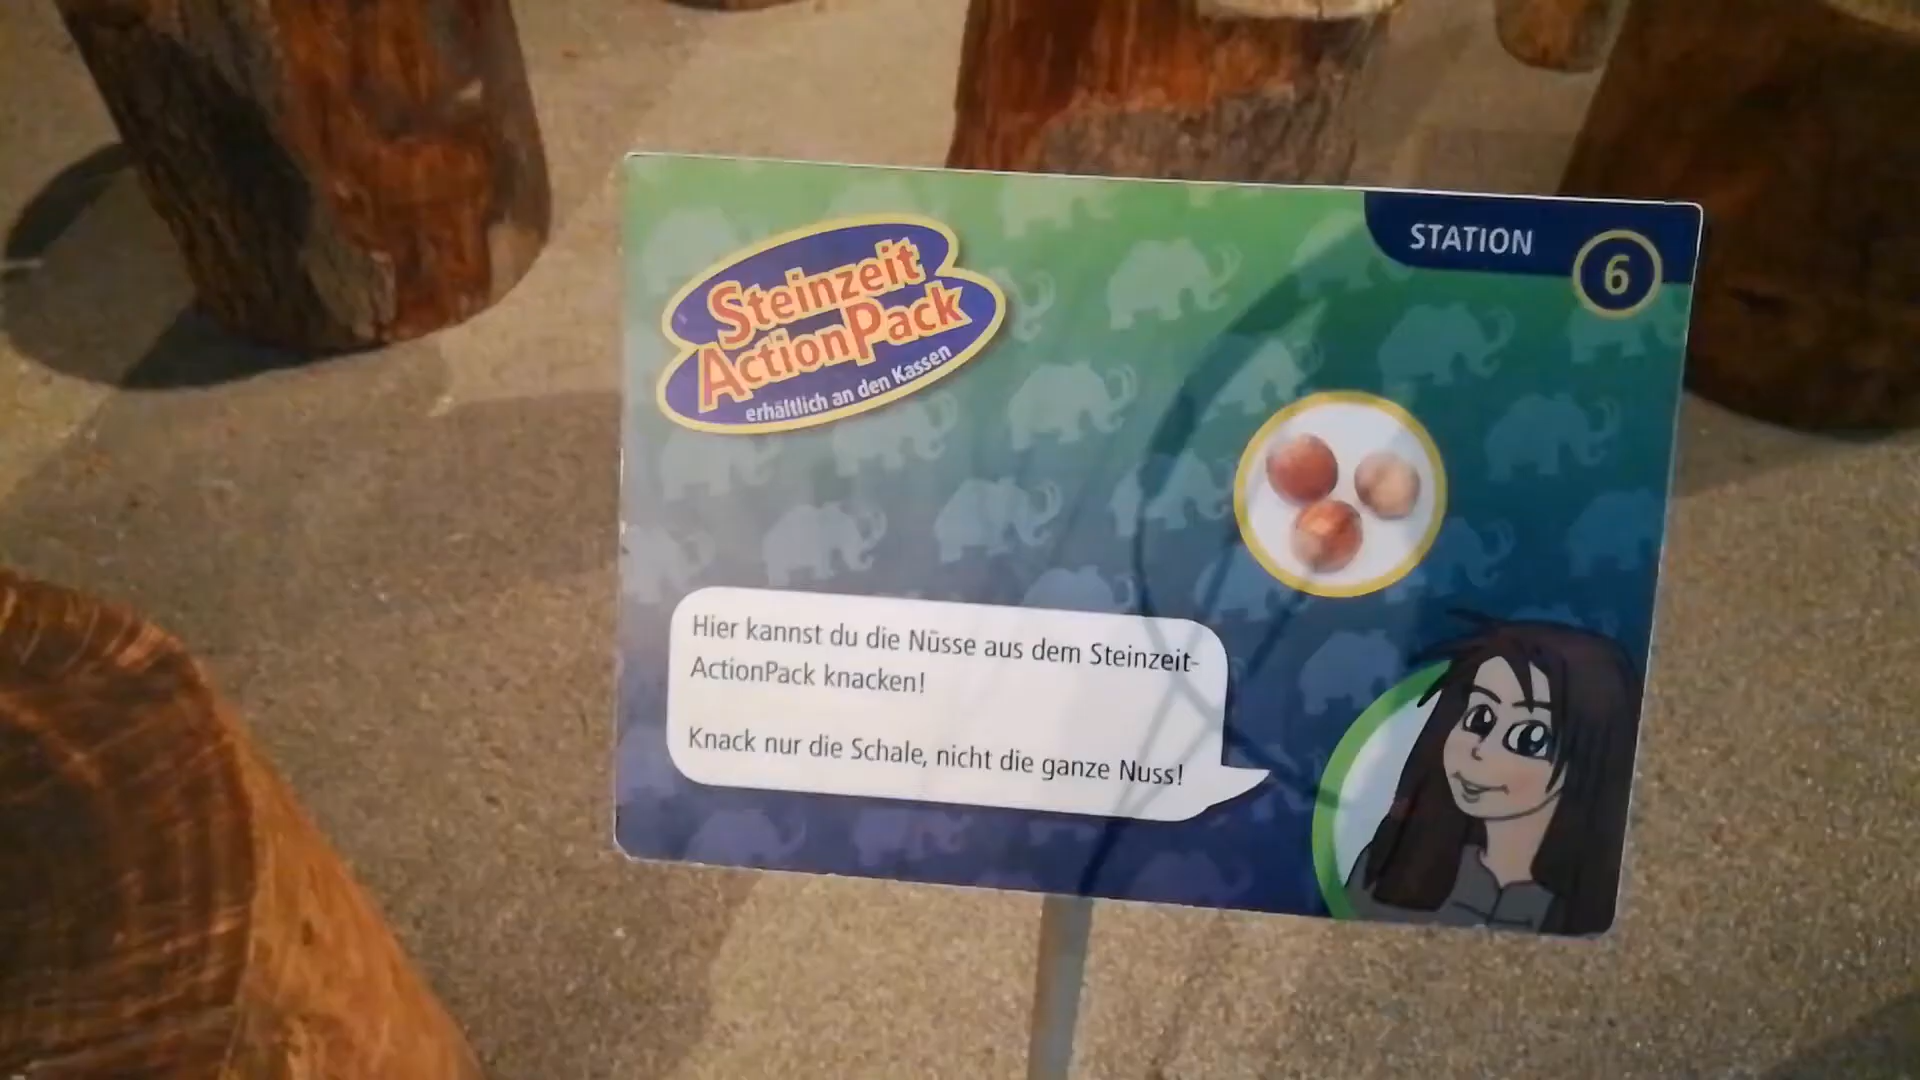 STATION 6
Steinzeit
ActionPack
erhältlich an den Kassen
Hier kannst du die Nüsse aus dem Steinzeit-
ActionPack knacken!
Knack nur die Schale, nicht die ganze Nuss!